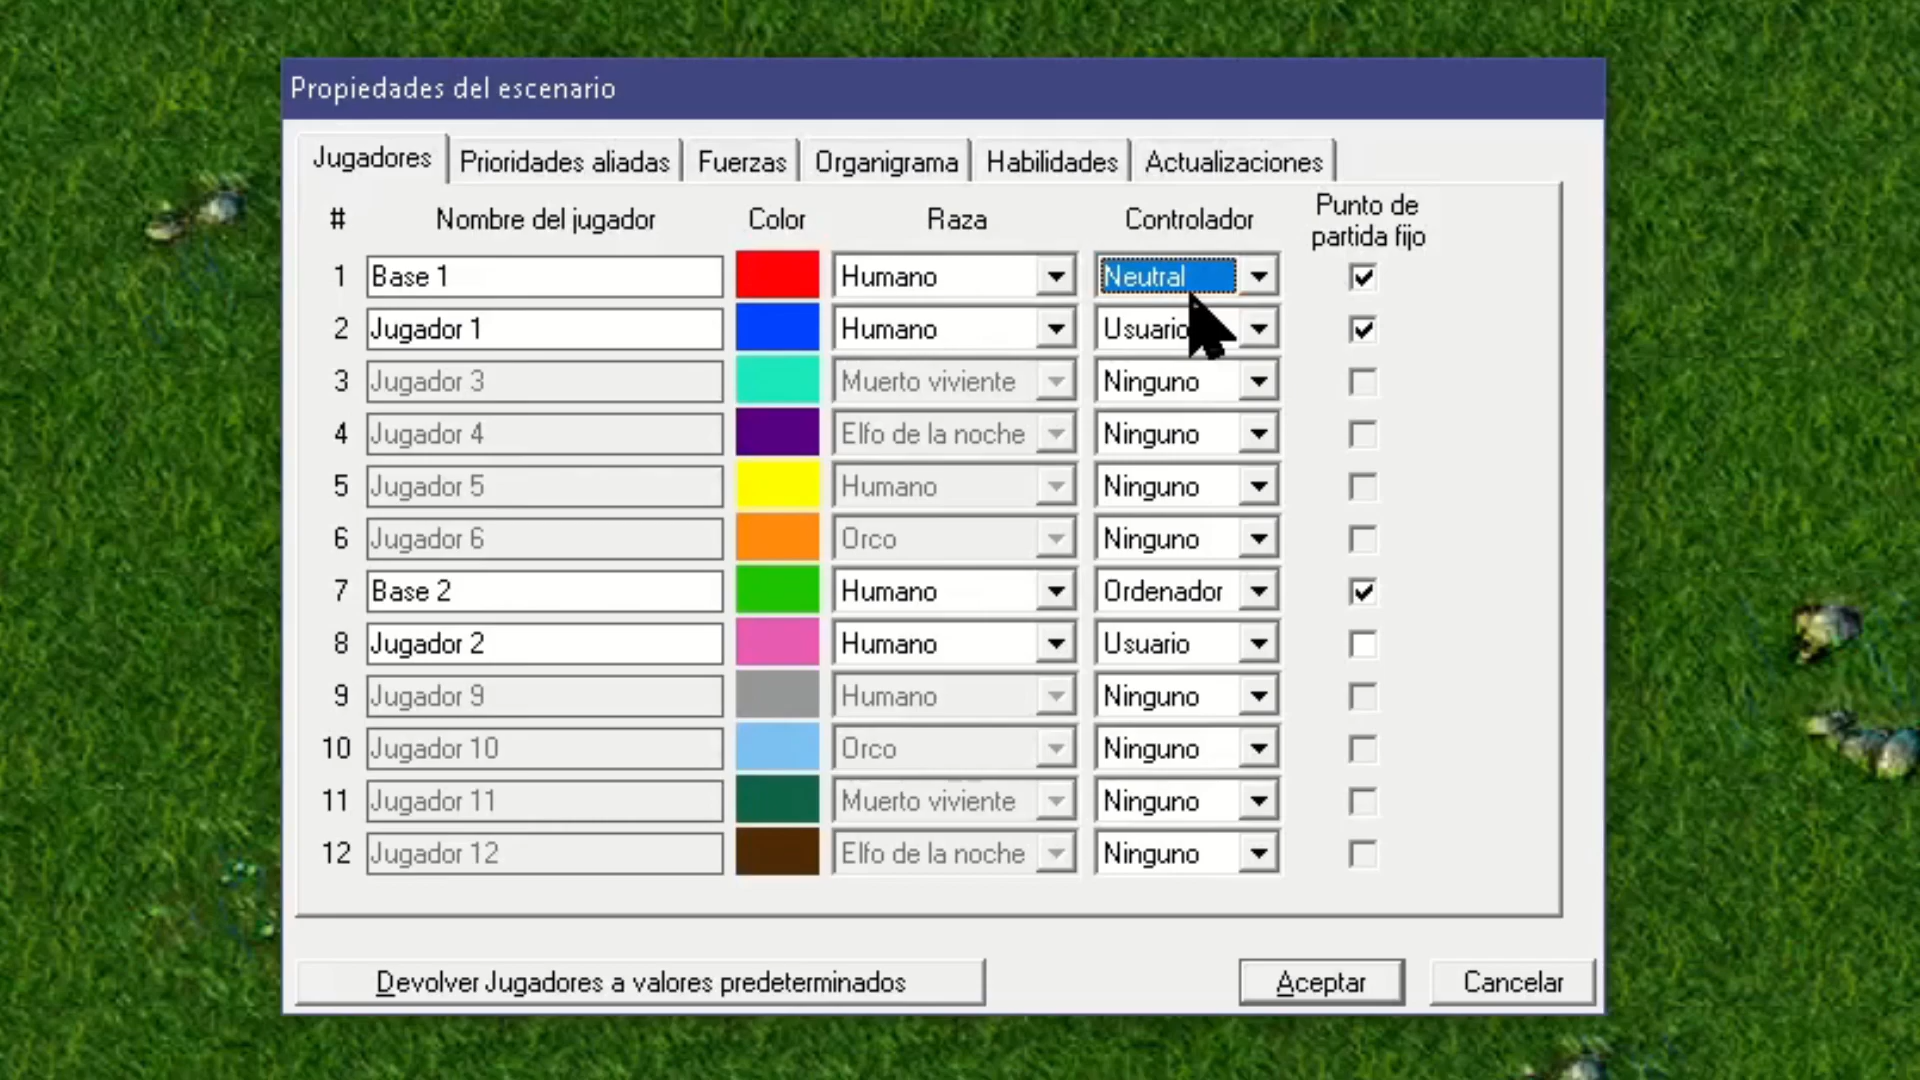 Propiedades del escenario
Jugadores Prioridades aliadas Fuerzas Organigrama Habilidades Actualizaciones
# Nombre del jugador Color Raza Controlador Punto de partida fijo
1 Base 1 Humano Neutral
2 Jugador 1 Humano Usuario
3 Jugador 3 Muerto viviente Ninguno
4 Jugador 4 Elfo de la noche Ninguno
5 Jugador 5 Humano Ninguno
6 Jugador 6 Orco Ninguno
7 Base 2 Humano Ordenador
8 Jugador 2 Humano Usuario
9 Jugador 9 Humano Ninguno
10 Jugador 10 Orco Ninguno
11 Jugador 11 Muerto viviente Ninguno
12 Jugador 12 Elfo de la noche Ninguno
Devolver Jugadores a valores predeterminados Aceptar Cancelar